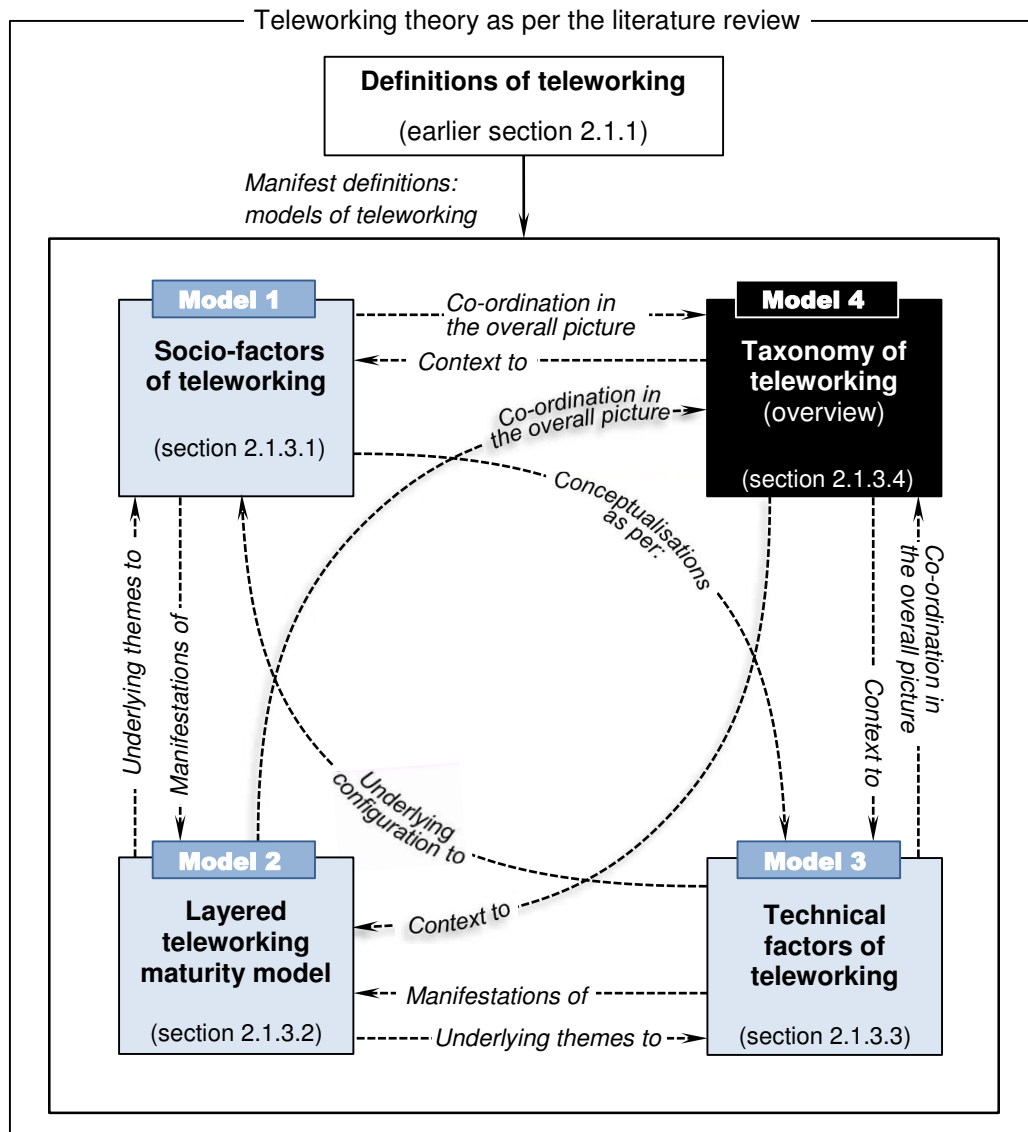 Teleworking theory as per the literature review
Definitions of teleworking
(earlier section 2.1.1)
Manifest definitions:
models of teleworking
Model 1
Socio-factors
of teleworking
(section 2.1.3.1)
Co-ordination in
the overall picture
Context to
Model 4
Taxonomy of
teleworking
(overview)
(section 2.1.3.4)
Co-ordination in
the overall picture
Conceptualisations
as per:
Underlying themes to
Manifestations of
Context to
Co-ordination in
the overall picture
Underlying
configuration to
Model 2
Layered
teleworking
maturity model
(section 2.1.3.2)
Context to
Manifestations of
Underlying themes to
Model 3
Technical
factors of
teleworking
(section 2.1.3.3)